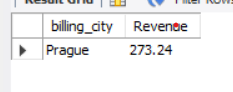 Result Grid Filter Rows
billing_city Revenue
Prague 273.24